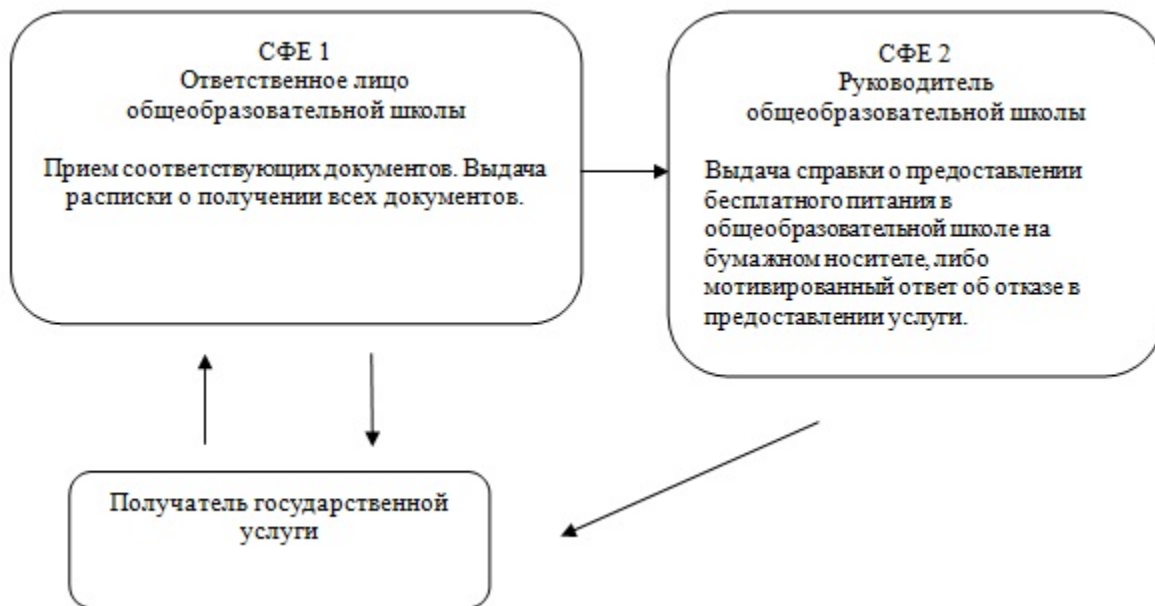 СФЕ 1
Ответственное лицо
общеобразовательной школы
Прием соответствующих документов. Выдача
расписки о получении всех документов.
СФЕ 2
Руководитель
общеобразовательной школы
Выдача справки о предоставлении
бесплатного питания в
общеобразовательной школе на
бумажном носителе, либо
мотивированный ответ об отказе в
предоставлении услуги.
Получатель государственной
услуги